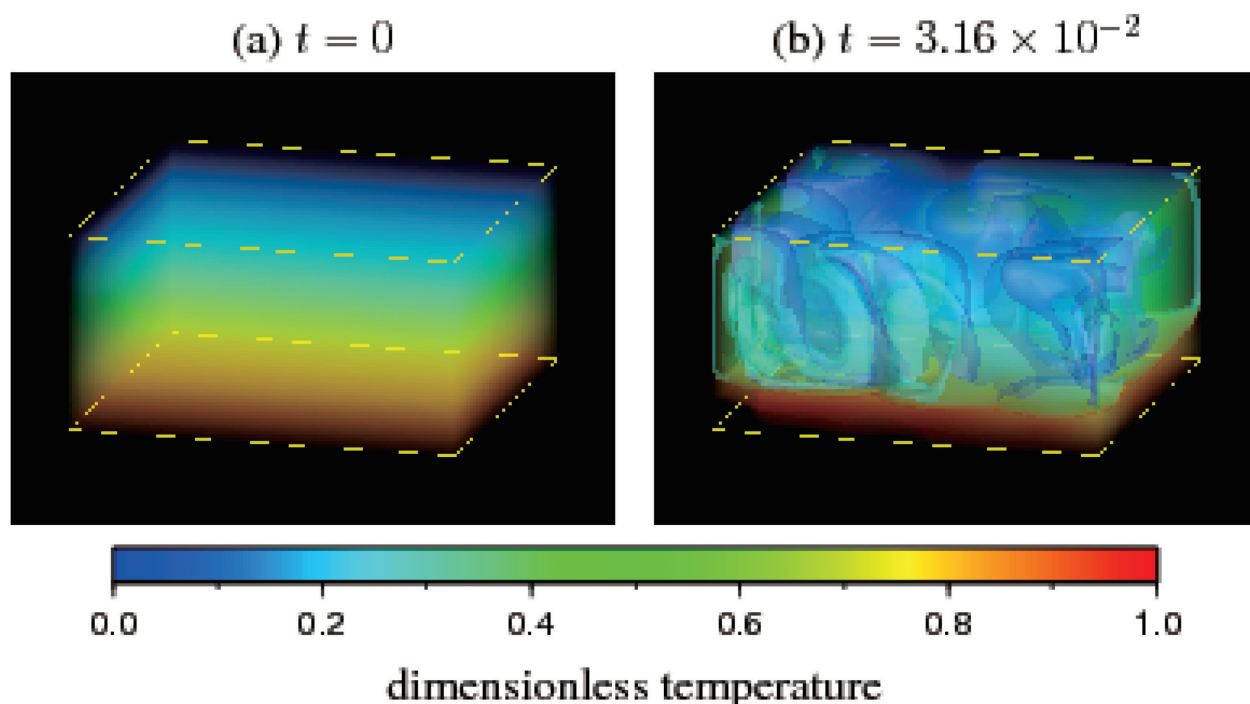 (a) t = 0
(b) t = 3.16 × 10⁻²
0.0 0.2 0.4 0.6 0.8 1.0
dimensionless temperature